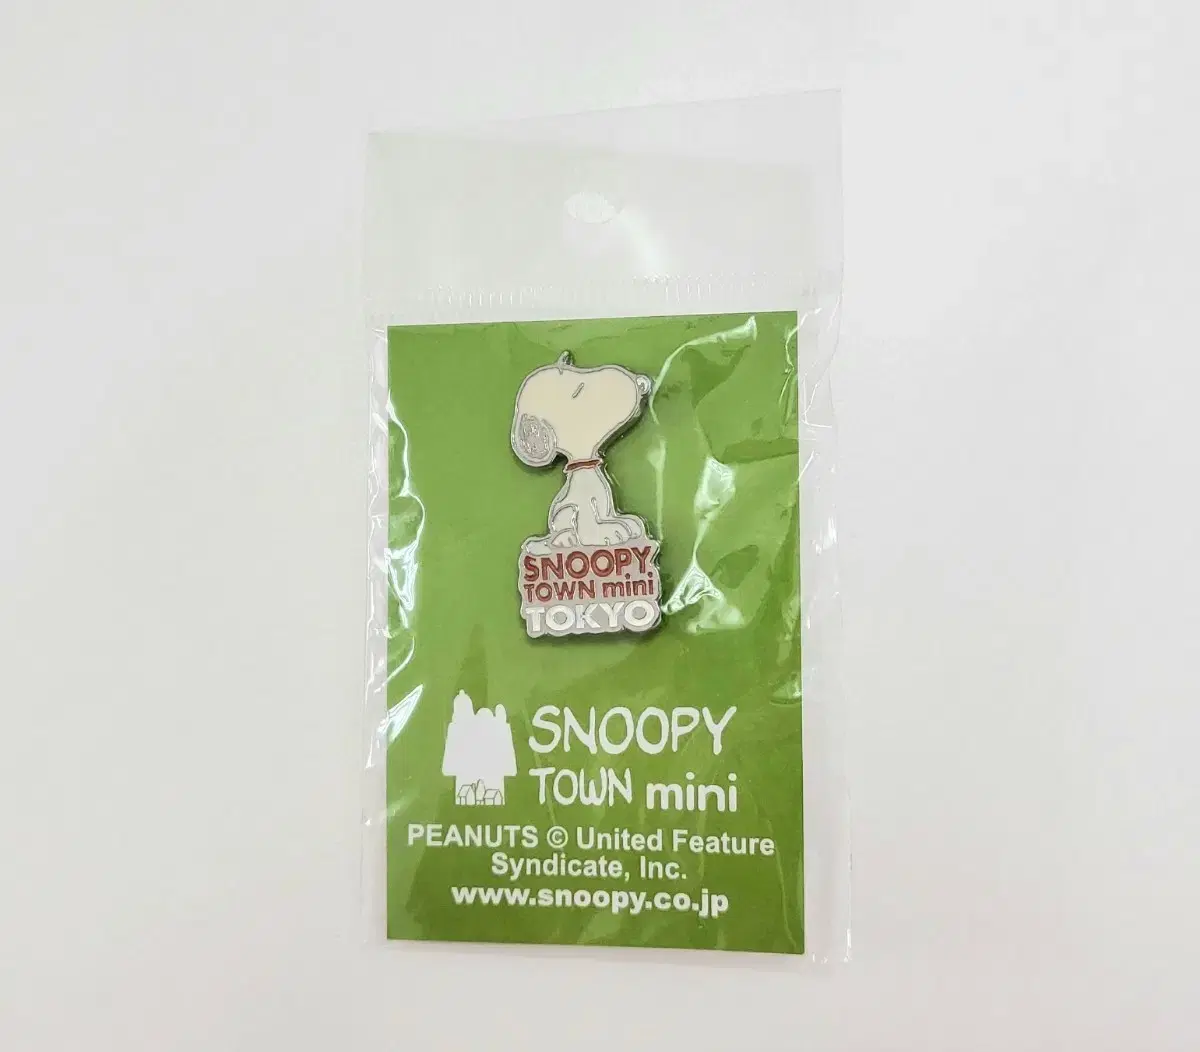 SNOOPY
TOWN mini
TOKYO
SNOOPY
TOWN mini
PEANUTS © United Feature
Syndicate, Inc.
www.snoopy.co.jp